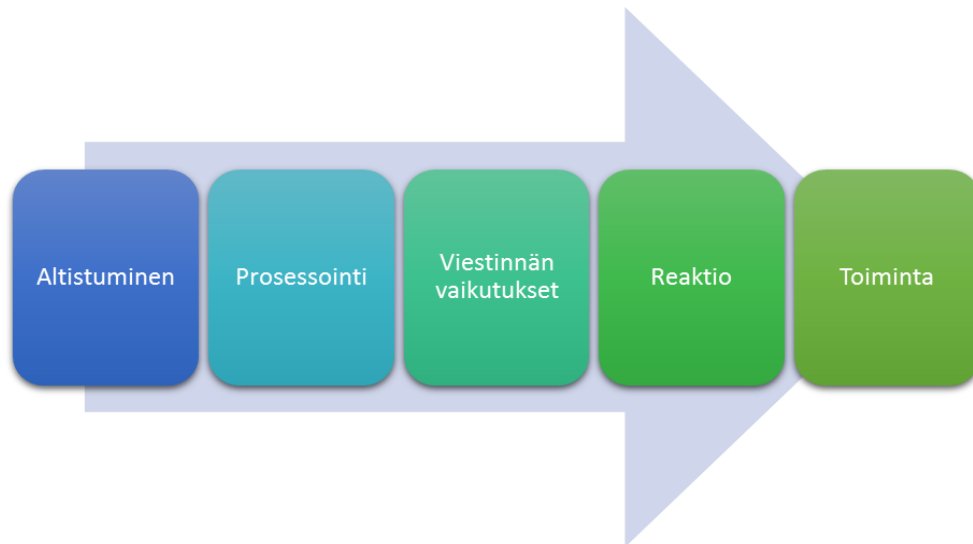 Altistuminen
Prosessointi
Viestinnän
vaikutukset
Reaktio
Toiminta